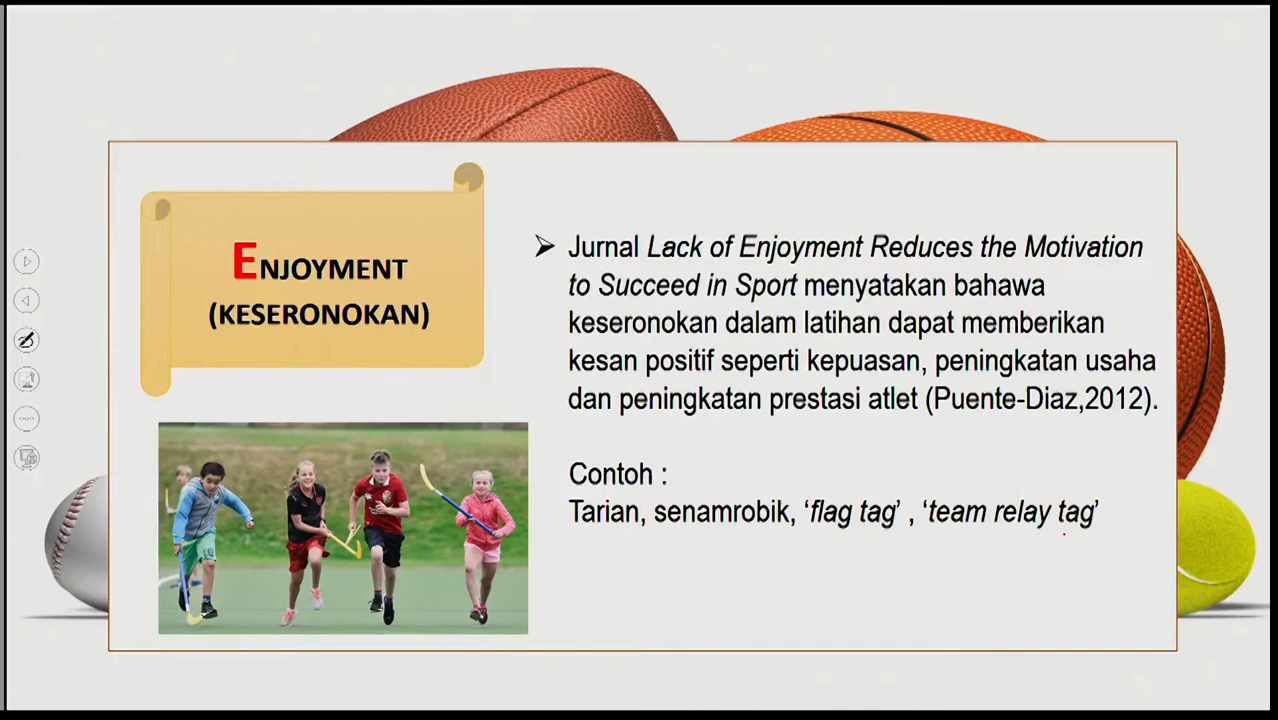 ENJOYMENT
(KESERONOKAN)
Jurnal Lack of Enjoyment Reduces the Motivation
to Succeed in Sport menyatakan bahawa
keseronokan dalam latihan dapat memberikan
kesan positif seperti kepuasan, peningkatan usaha
dan peningkatan prestasi atlet (Puente-Diaz,2012).
Contoh :
Tarian, senamrobik, ‘flag tag’ , ‘team relay tag’